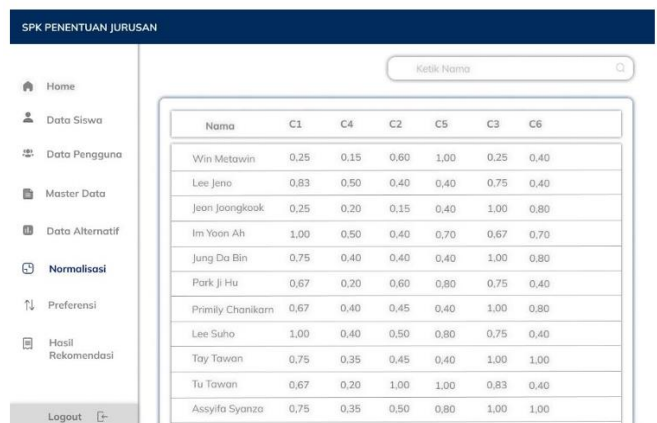 SPK PENENTUAN JURUSAN
Ketik Nama
Home
Data Siswa
Data Pengguna
Master Data
Data Alternatif
Normalisasi
Preferensi
Hasil
Rekomendasi
Logout
Nama C1 C4 C2 C5 C3 C6
Win Metawin 0,25 0,15 0,60 1,00 0,25 0,40
Lee Jeno 0,83 0,50 0,40 0,40 0,75 0,40
Jeon Joongkook 0,25 0,20 0,15 0,40 1,00 0,80
Im Yoon Ah 1,00 0,50 0,40 0,70 0,67 0,70
Jung Da Bin 0,75 0,40 0,40 0,40 1,00 0,80
Park Ji Hu 0,67 0,20 0,60 0,80 0,75 0,40
Primily Chanikarn 0,67 0,40 0,45 0,40 1,00 0,80
Lee Suho 1,00 0,40 0,50 0,80 0,75 0,40
Tay Tawan 0,75 0,35 0,45 0,40 1,00 1,00
Tu Tawan 0,67 0,20 1,00 1,00 0,83 0,40
Assyifa Syanza 0,75 0,35 0,50 0,80 1,00 1,00